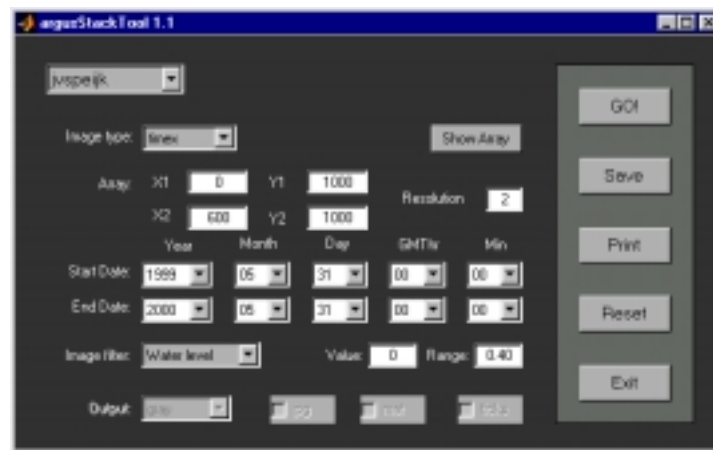 argusStackTool 1.1
jvspeijk
GO!
Image type: timex Show Array
Array: X1 0 Y1 1000
Resolution 2
Save
X2 600 Y2 1000
Year Month Day GMThr Min
Print
Start Date: 1999 05 31 00 00
End Date: 2000 05 31 00 00
Reset
Image filter: Water level Value: 0 Range: 0.40
Exit
Output: gray